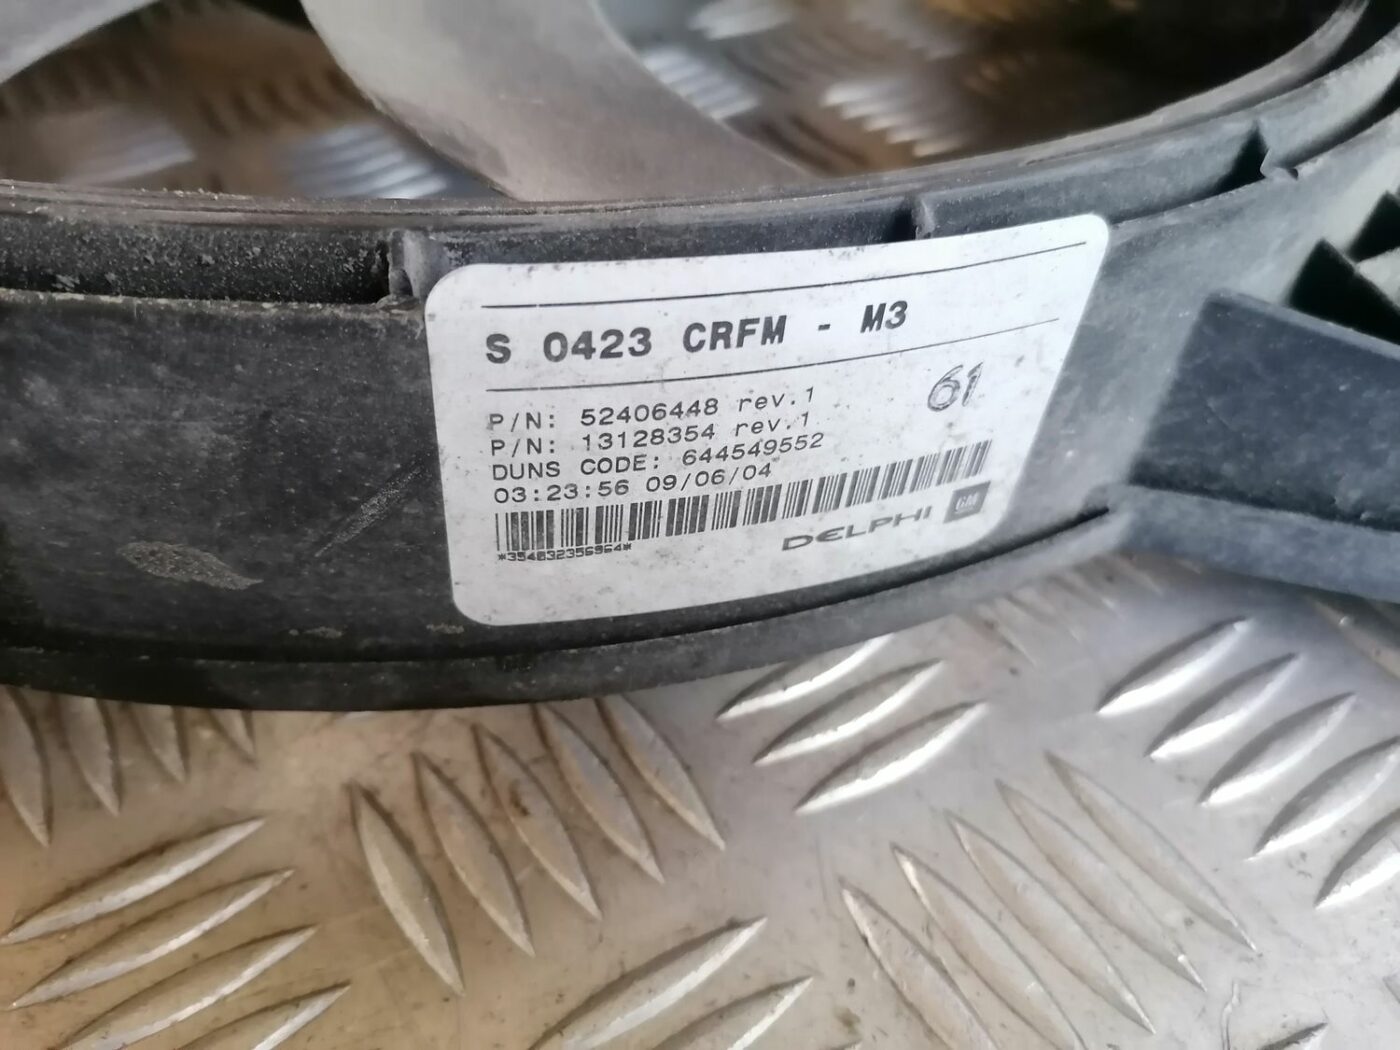 S 0423 CRFM - M3
P/N: 52406448 rev.1
P/N: 13128354 rev.1
61
DUNS CODE: 644549552
03:23:56 09/06/04
*354832356964*
DELPHI GM